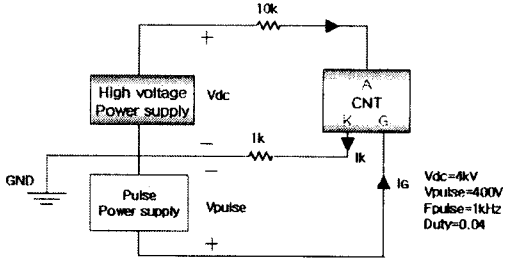 10k
+
A
CNT
K G
High voltage
Power supply
Vdc
−
1k
Ik
GND
−
Pulse
Power supply
Vpulse
+
IG
Vdc=4kV
Vpulse=400V
Fpulse=1kHz
Duty=0.04